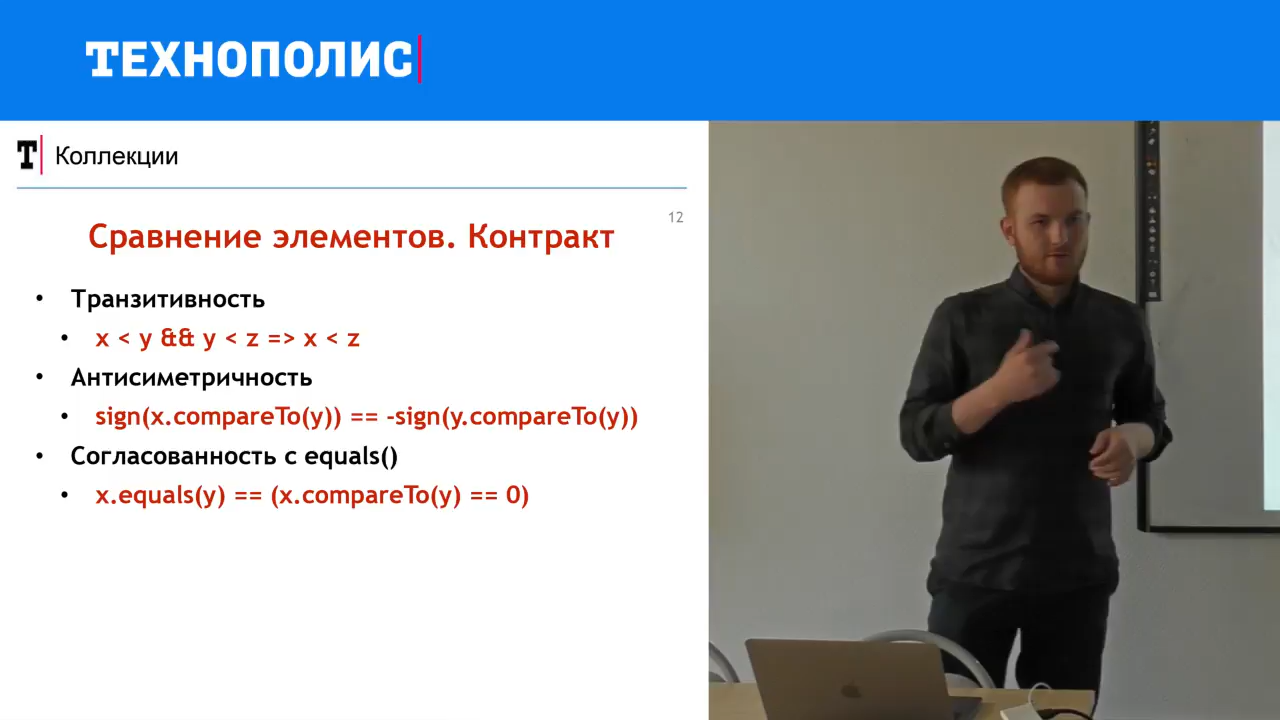 ТЕХНОПОЛИС
Т Коллекции
12
Сравнение элементов. Контракт
• Транзитивность
• x < y && y < z => x < z
• Антисиметричность
• sign(x.compareTo(y)) == -sign(y.compareTo(y))
• Согласованность с equals()
• x.equals(y) == (x.compareTo(y) == 0)